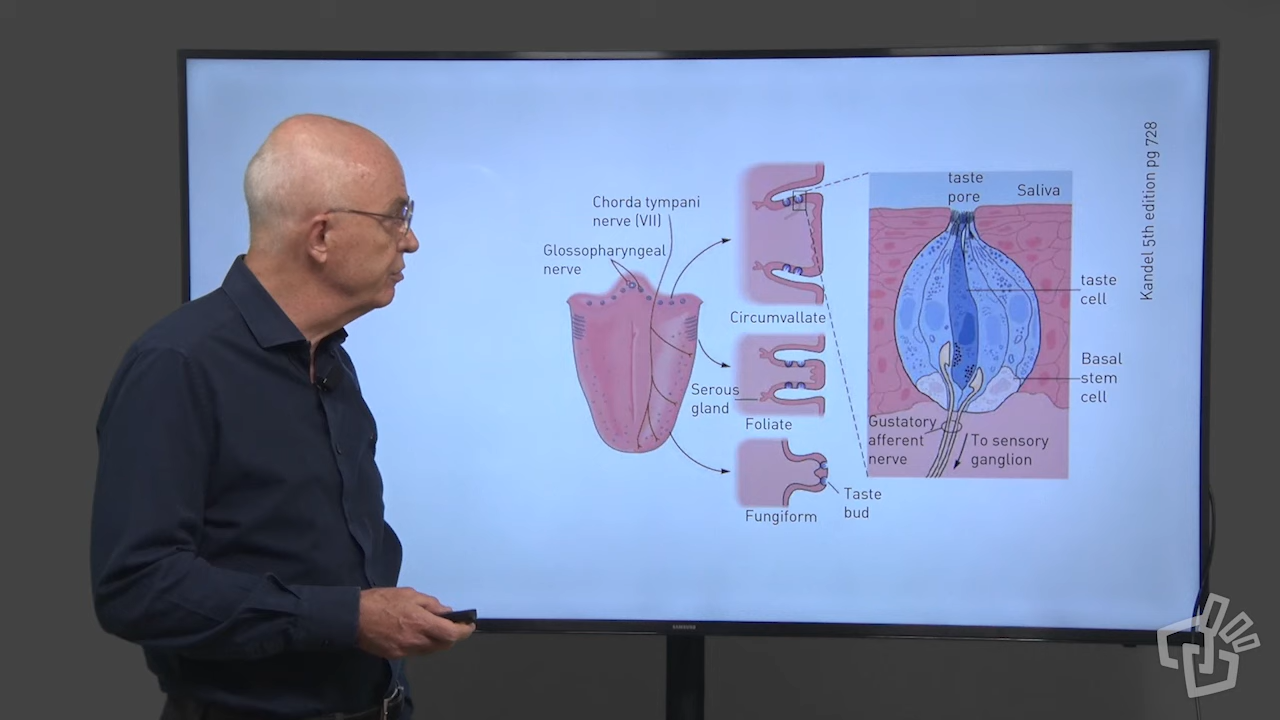 Chorda tympani
nerve (VII)
Glossopharyngeal
nerve
Circumvallate
Serous
gland
Foliate
Fungiform
Taste
bud
taste
pore
Saliva
taste
cell
Basal
stem
cell
Gustatory
afferent
nerve
To sensory
ganglion
Kandel 5th edition pg 728
SAMSUNG